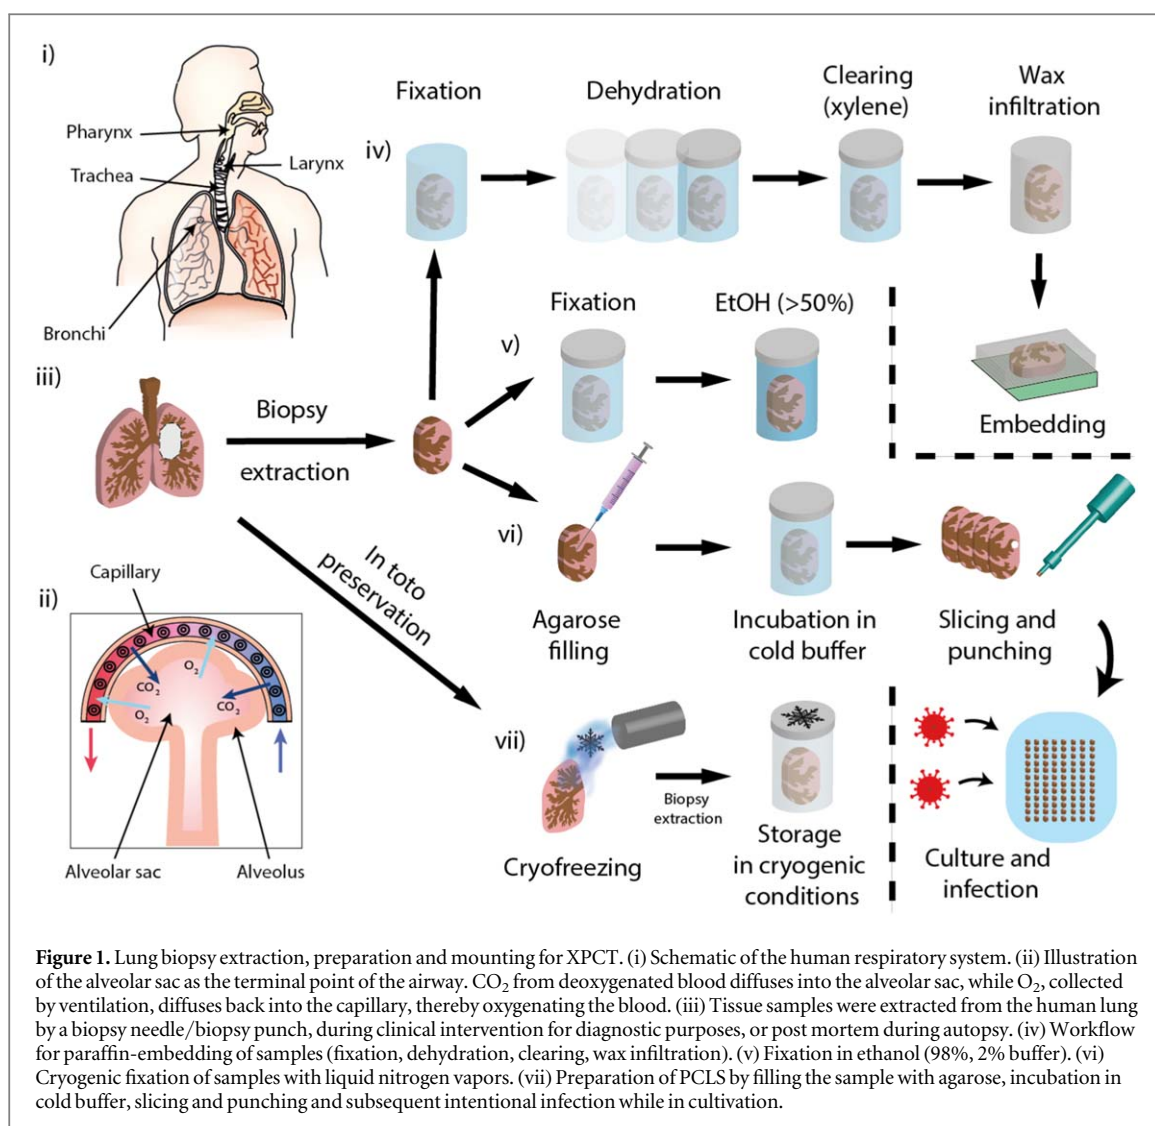 i)
Pharynx
Trachea
Larynx
Bronchi
Fixation
Dehydration
Clearing
(xylene)
Wax
infiltration
iv)
Fixation
EtOH (>50%)
v)
Embedding
iii)
Biopsy
extraction
vi)
Agarose
filling
Incubation in
cold buffer
Slicing and
punching
In toto
preservation
ii)
Capillary
O2
CO2
CO2
O2
Alveolar sac
Alveolus
vii)
Cryofreezing
Biopsy
extraction
Storage
in cryogenic
conditions
Culture and
infection
Figure 1. Lung biopsy extraction, preparation and mounting for XPCT. (i) Schematic of the human respiratory system. (ii) Illustration
of the alveolar sac as the terminal point of the airway. CO2 from deoxygenated blood diffuses into the alveolar sac, while O2, collected
by ventilation, diffuses back into the capillary, thereby oxygenating the blood. (iii) Tissue samples were extracted from the human lung
by a biopsy needle/biopsy punch, during clinical intervention for diagnostic purposes, or post mortem during autopsy. (iv) Workflow
for paraffin-embedding of samples (fixation, dehydration, clearing, wax infiltration). (v) Fixation in ethanol (98%, 2% buffer). (vi)
Cryogenic fixation of samples with liquid nitrogen vapors. (vii) Preparation of PCLS by filling the sample with agarose, incubation in
cold buffer, slicing and punching and subsequent intentional infection while in cultivation.